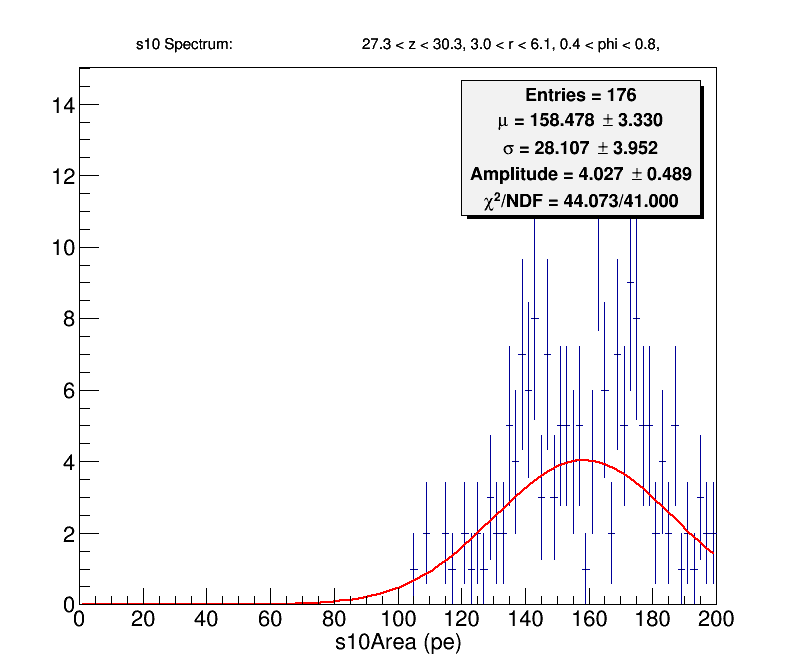 s10 Spectrum: 27.3 < z < 30.3, 3.0 < r < 6.1, 0.4 < phi < 0.8,
Entries = 176
μ = 158.478 ± 3.330
σ = 28.107 ± 3.952
Amplitude = 4.027 ± 0.489
χ²/NDF = 44.073/41.000
14
12
10
8
6
4
2
0
0 20 40 60 80 100 120 140 160 180 200
s10Area (pe)